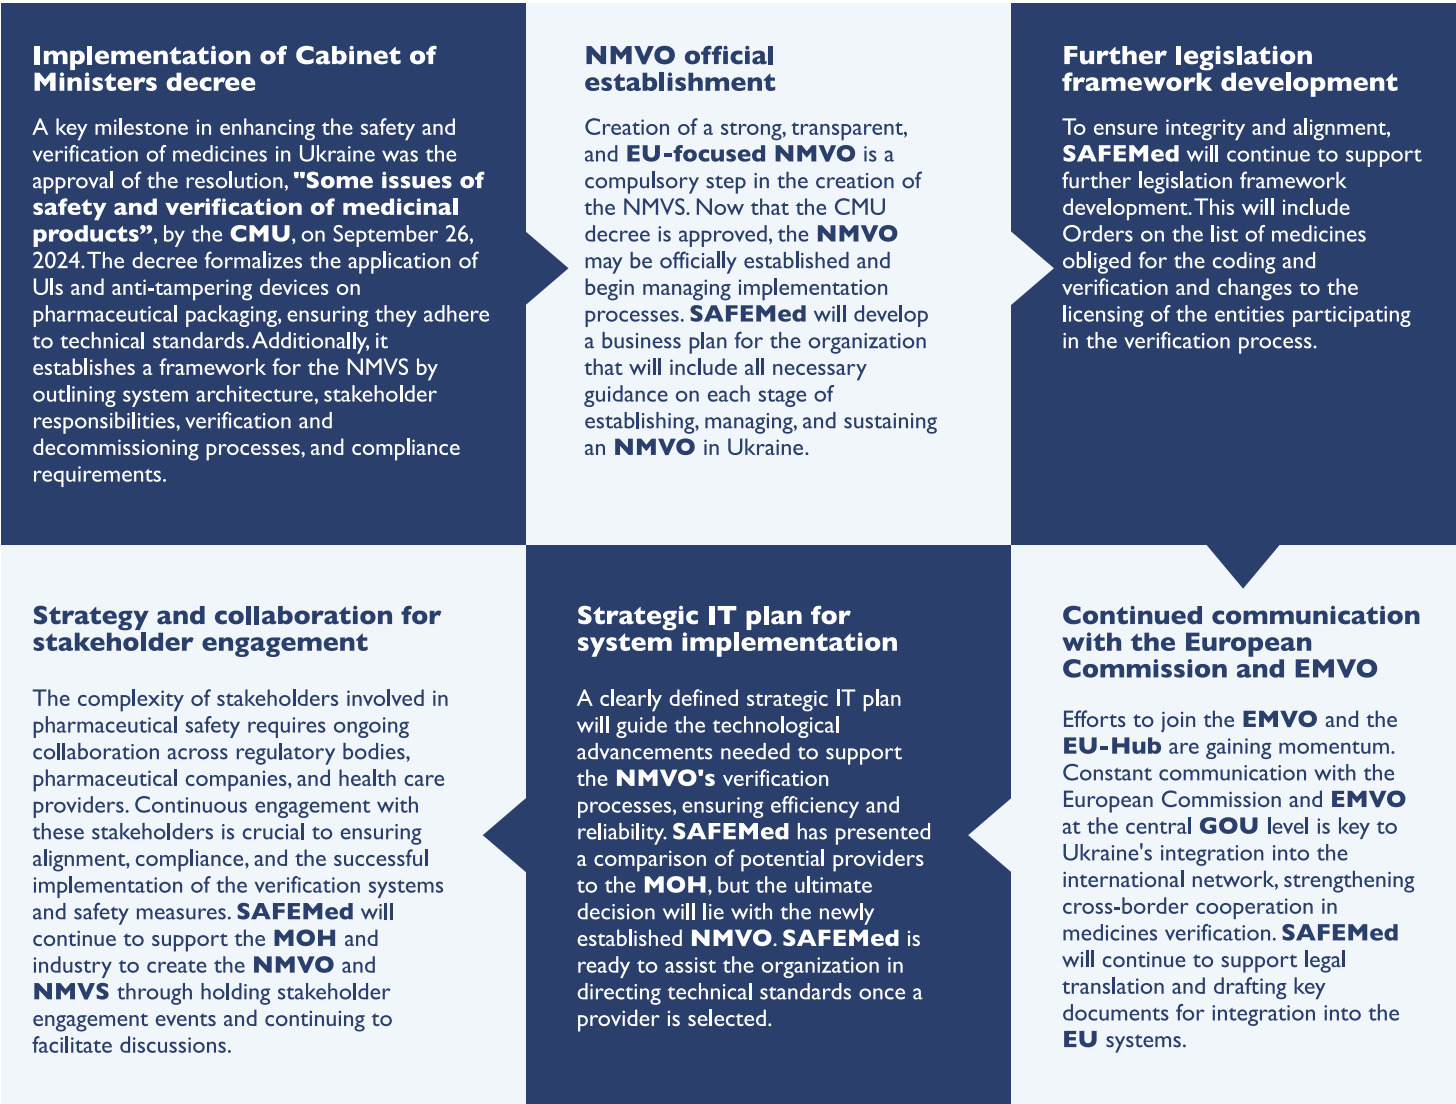 Implementation of Cabinet of
Ministers decree
A key milestone in enhancing the safety and
verification of medicines in Ukraine was the
approval of the resolution, "Some issues of
safety and verification of medicinal
products”, by the CMU, on September 26,
2024. The decree formalizes the application of
UIs and anti-tampering devices on
pharmaceutical packaging, ensuring they adhere
to technical standards. Additionally, it
establishes a framework for the NMVS by
outlining system architecture, stakeholder
responsibilities, verification and
decommissioning processes, and compliance
requirements.
NMVO official
establishment
Creation of a strong, transparent,
and EU-focused NMVO is a
compulsory step in the creation of
the NMVS. Now that the CMU
decree is approved, the NMVO
may be officially established and
begin managing implementation
processes. SAFEMed will develop
a business plan for the organization
that will include all necessary
guidance on each stage of
establishing, managing, and sustaining
an NMVO in Ukraine.
Further legislation
framework development
To ensure integrity and alignment,
SAFEMed will continue to support
further legislation framework
development. This will include
Orders on the list of medicines
obliged for the coding and
verification and changes to the
licensing of the entities participating
in the verification process.
Continued communication
with the European
Commission and EMVO
Efforts to join the EMVO and the
EU-Hub are gaining momentum.
Constant communication with the
European Commission and EMVO
at the central GOU level is key to
Ukraine's integration into the
international network, strengthening
cross-border cooperation in
medicines verification. SAFEMed
will continue to support legal
translation and drafting key
documents for integration into the
EU systems.
Strategic IT plan for
system implementation
A clearly defined strategic IT plan
will guide the technological
advancements needed to support
the NMVO's verification
processes, ensuring efficiency and
reliability. SAFEMed has presented
a comparison of potential providers
to the MOH, but the ultimate
decision will lie with the newly
established NMVO. SAFEMed is
ready to assist the organization in
directing technical standards once a
provider is selected.
Strategy and collaboration for
stakeholder engagement
The complexity of stakeholders involved in
pharmaceutical safety requires ongoing
collaboration across regulatory bodies,
pharmaceutical companies, and health care
providers. Continuous engagement with
these stakeholders is crucial to ensuring
alignment, compliance, and the successful
implementation of the verification systems
and safety measures. SAFEMed will
continue to support the MOH and
industry to create the NMVO and
NMVS through holding stakeholder
engagement events and continuing to
facilitate discussions.